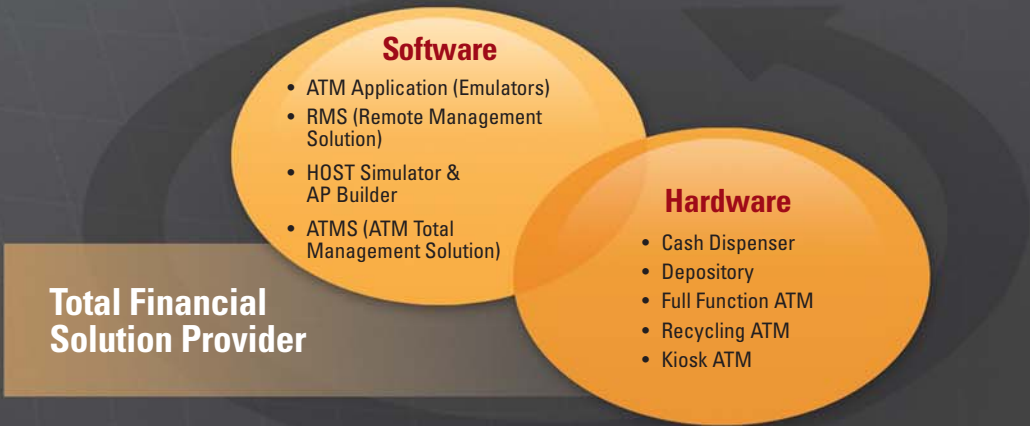 Software
• ATM Application (Emulators)
• RMS (Remote Management
Solution)
• HOST Simulator &
AP Builder
• ATMS (ATM Total
Management Solution)
Hardware
• Cash Dispenser
• Depository
• Full Function ATM
• Recycling ATM
• Kiosk ATM
Total Financial
Solution Provider